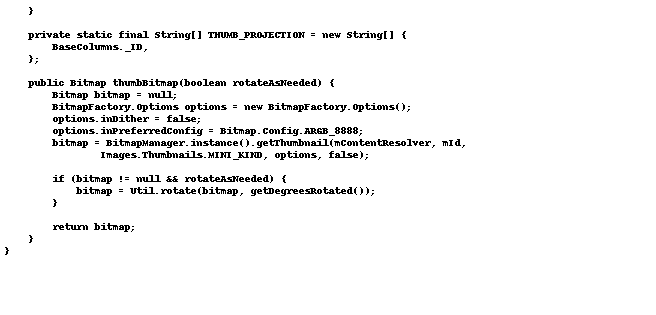 }

    private static final String[] THUMB_PROJECTION = new String[] {
        BaseColumns._ID,
    };

    public Bitmap thumbBitmap(boolean rotateAsNeeded) {
        Bitmap bitmap = null;
        BitmapFactory.Options options = new BitmapFactory.Options();
        options.inDither = false;
        options.inPreferredConfig = Bitmap.Config.ARGB_8888;
        bitmap = BitmapManager.instance().getThumbnail(mContentResolver, mId,
                Images.Thumbnails.MINI_KIND, options, false);

        if (bitmap != null && rotateAsNeeded) {
            bitmap = Util.rotate(bitmap, getDegreesRotated());
        }

        return bitmap;
    }
}